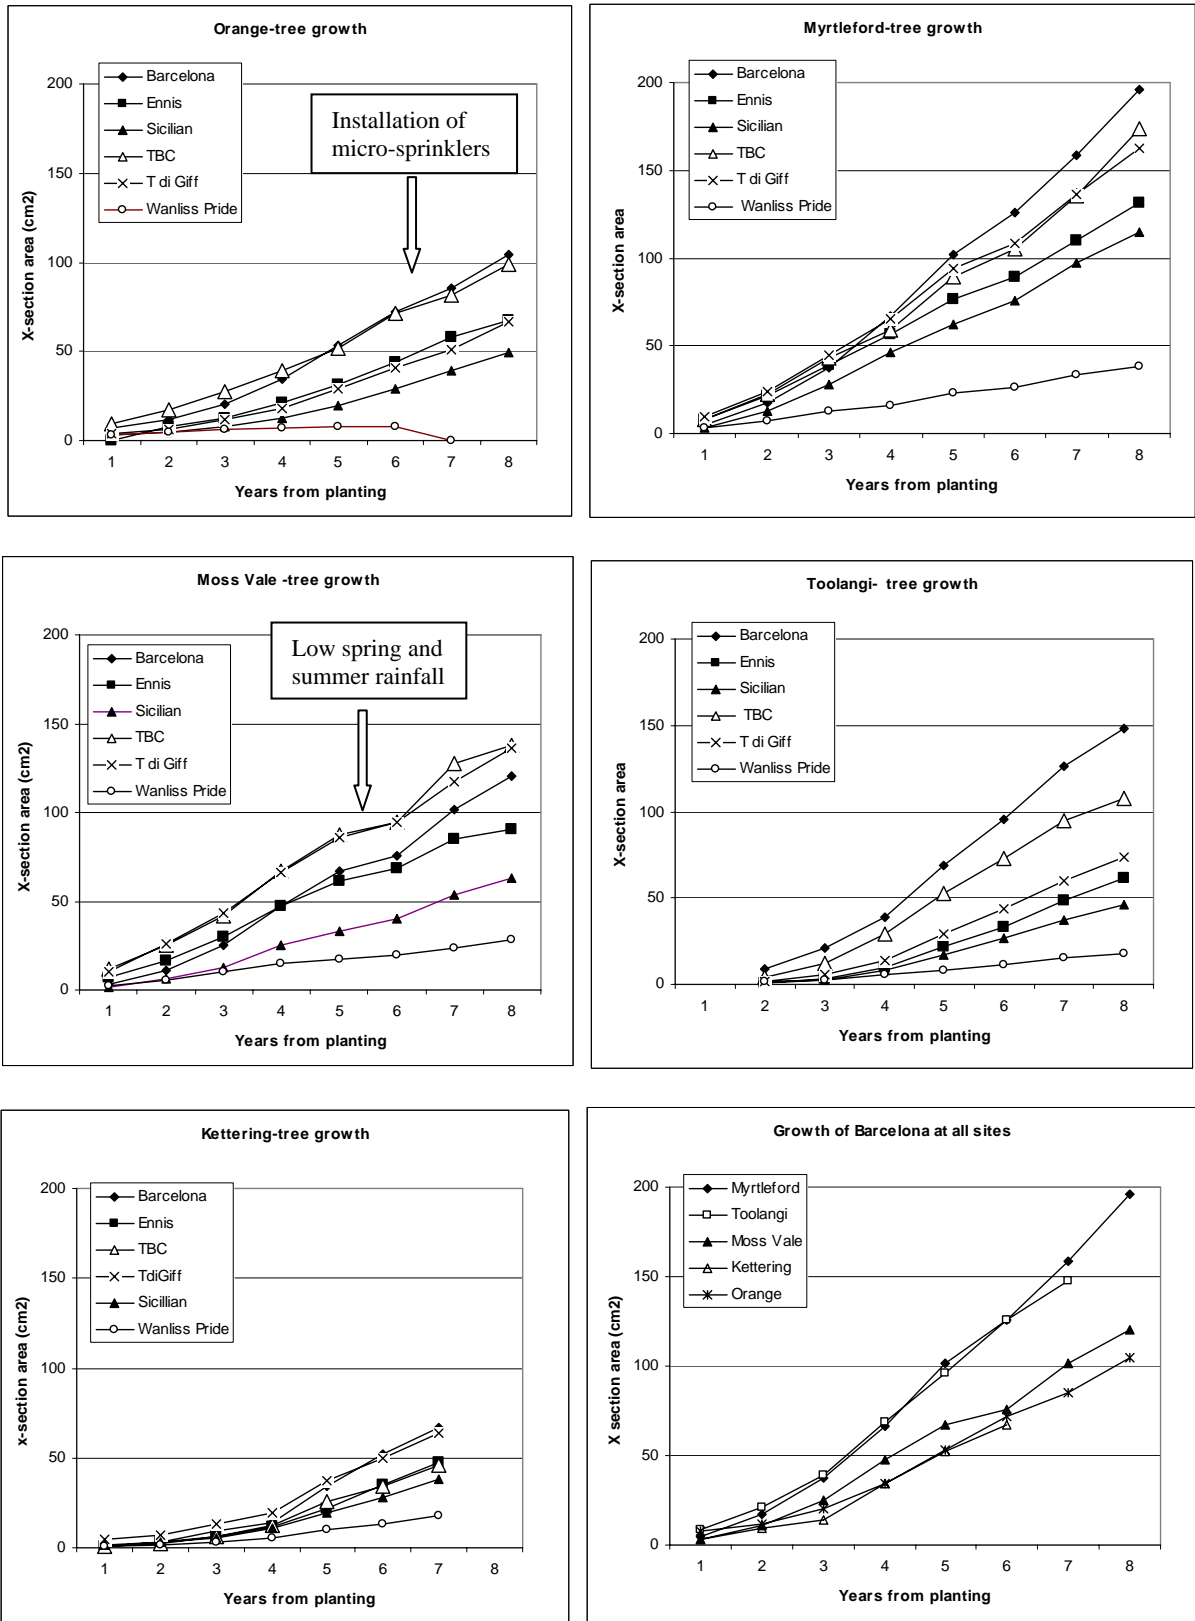 Orange-tree growth
X-section area (cm2)
200
150
100
50
0
Barcelona
Ennis
Sicilian
TBC
T di Giff
Wanliss Pride
Installation of
micro-sprinklers
1 2 3 4 5 6 7 8
Years from planting
Myrtleford-tree growth
X-section area
200
150
100
50
0
Barcelona
Ennis
Sicilian
TBC
T di Giff
Wanliss Pride
1 2 3 4 5 6 7 8
Years from planting
Moss Vale -tree growth
X-section area (cm2)
200
150
100
50
0
Barcelona
Ennis
Sicilian
TBC
T di Giff
Wanliss Pride
Low spring and
summer rainfall
1 2 3 4 5 6 7 8
Years from planting
Toolangi- tree growth
X-section area
200
150
100
50
0
Barcelona
Ennis
Sicilian
TBC
T di Giff
Wanliss Pride
1 2 3 4 5 6 7 8
Years from planting
Kettering-tree growth
x-section area (cm2)
200
150
100
50
0
Barcelona
Ennis
TBC
TdiGiff
Sicillian
Wanliss Pride
1 2 3 4 5 6 7 8
Years from planting
Growth of Barcelona at all sites
X section area (cm2)
200
150
100
50
0
Myrtleford
Toolangi
Moss Vale
Kettering
Orange
1 2 3 4 5 6 7 8
Years from planting